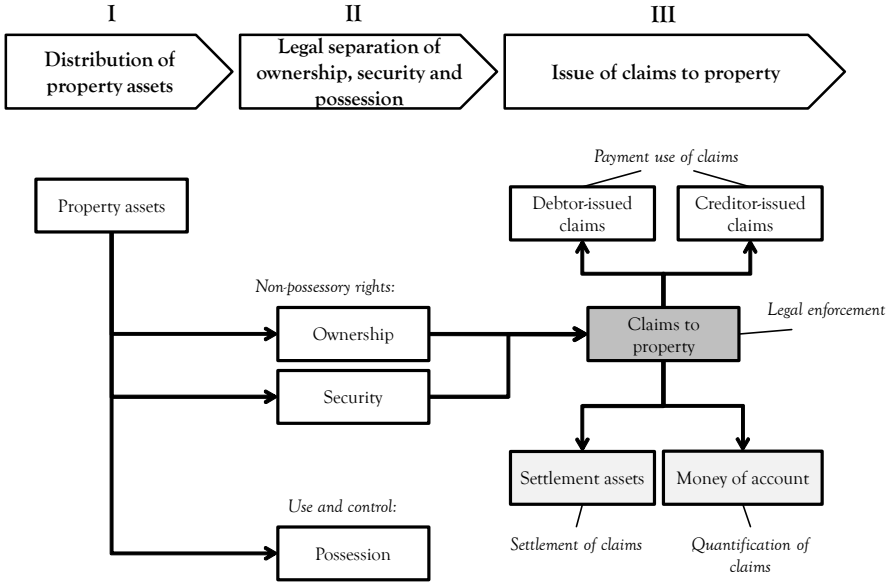 I
II
III
Distribution of
property assets
Legal separation of
ownership, security and
possession
Issue of claims to property
Payment use of claims
Property assets
Debtor-issued
claims
Creditor-issued
claims
Non-possessory rights:
Ownership
Claims to
property
Legal enforcement
Security
Settlement assets
Money of account
Use and control:
Possession
Settlement of claims
Quantification of
claims